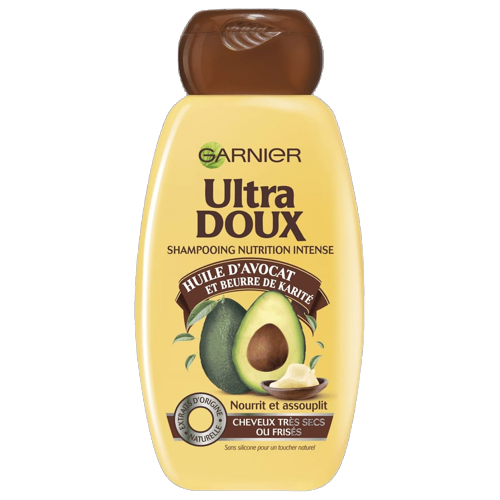 GARNIER
Ultra
DOUX
SHAMPOOING NUTRITION INTENSE
HUILE D'AVOCAT
ET BEURRE DE KARITÉ
EXTRAITS D'ORIGINE
NATURELLE
Nourrit et assouplit
CHEVEUX TRÈS SECS
OU FRISÉS
Sans silicone pour un toucher naturel